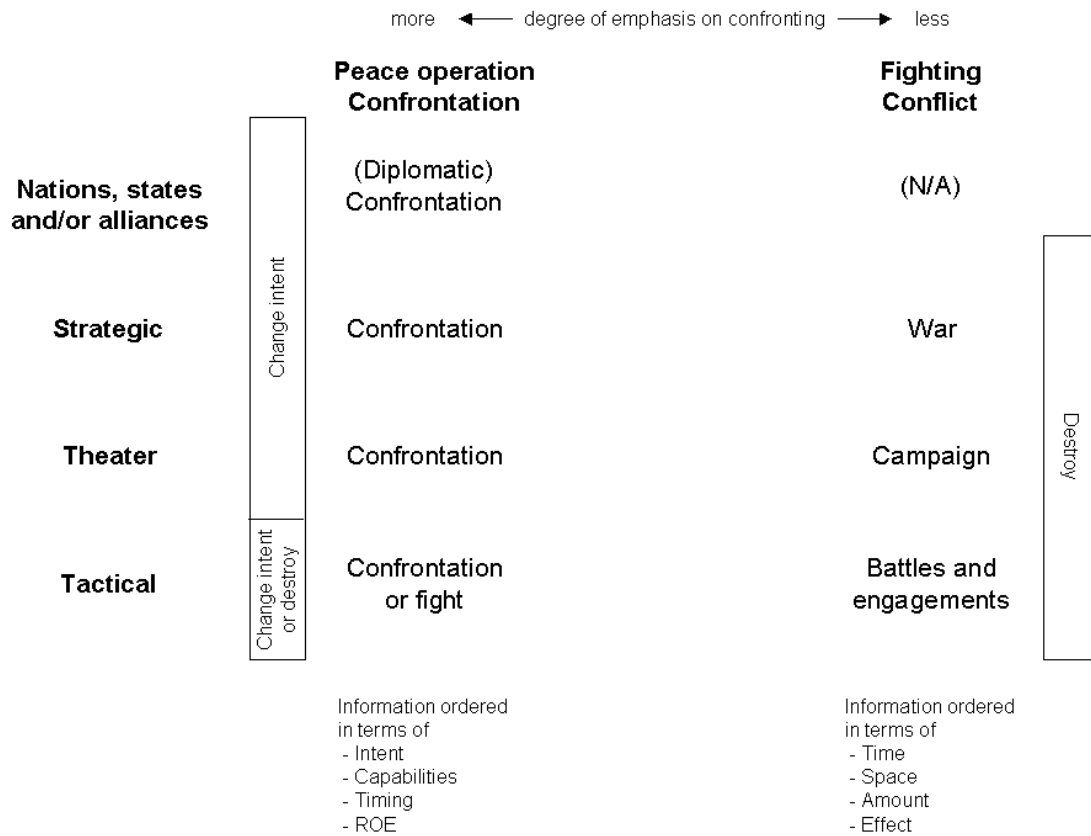 more ← degree of emphasis on confronting → less
Peace operation
Confrontation
Fighting
Conflict
Nations, states
and/or alliances
(Diplomatic)
Confrontation
(N/A)
Change intent
Strategic
Confrontation
War
Destroy
Theater
Confrontation
Campaign
Tactical
Change intent
or destroy
Confrontation
or fight
Battles and
engagements
Information ordered
in terms of
- Intent
- Capabilities
- Timing
- ROE
Information ordered
in terms of
- Time
- Space
- Amount
- Effect